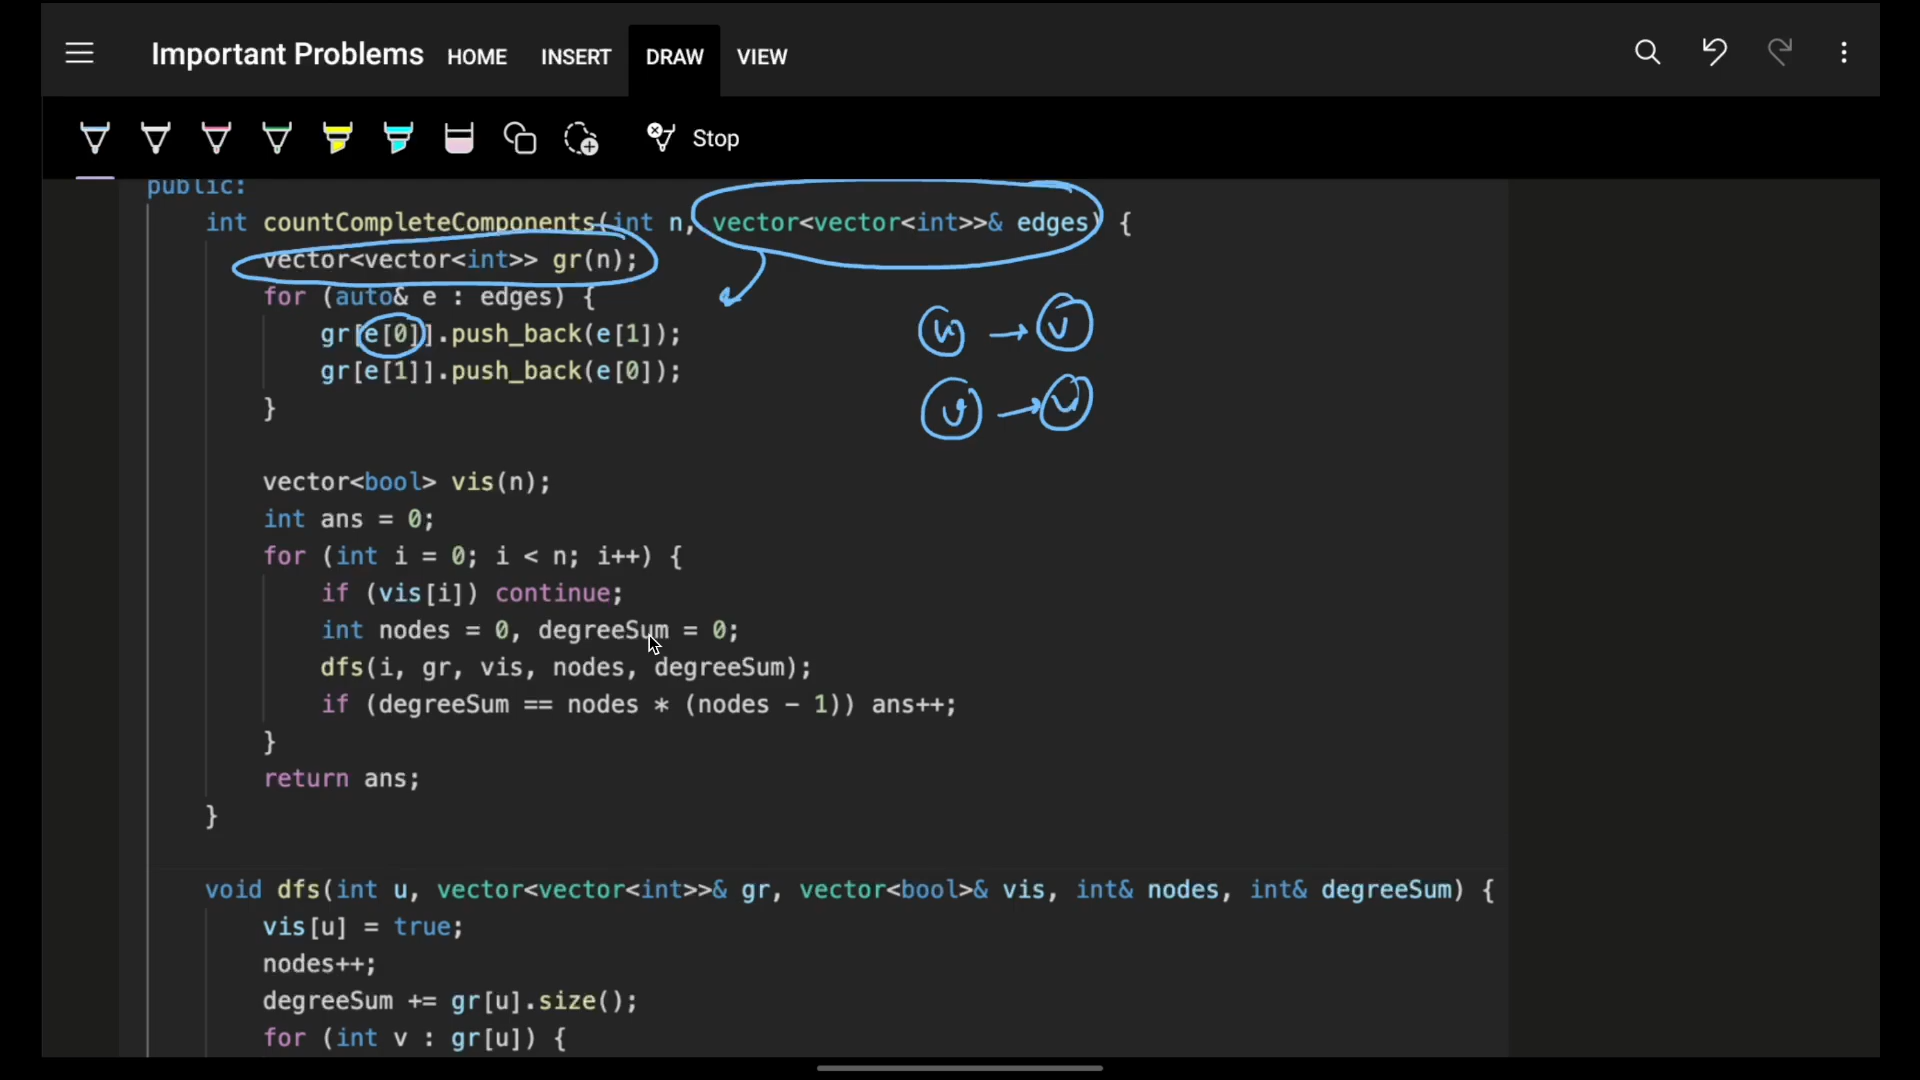 Important Problems HOME INSERT DRAW VIEW
Stop
public:
int countCompleteComponents(int n, vector<vector<int>>& edges) {
vector<vector<int>> gr(n);
for (auto& e : edges) {
gr[e[0]].push_back(e[1]);
u → v
gr[e[1]].push_back(e[0]);
v → u
}
vector<bool> vis(n);
int ans = 0;
for (int i = 0; i < n; i++) {
if (vis[i]) continue;
int nodes = 0, degreeSum = 0;
dfs(i, gr, vis, nodes, degreeSum);
if (degreeSum == nodes * (nodes - 1)) ans++;
}
return ans;
}
void dfs(int u, vector<vector<int>>& gr, vector<bool>& vis, int& nodes, int& degreeSum) {
vis[u] = true;
nodes++;
degreeSum += gr[u].size();
for (int v : gr[u]) {